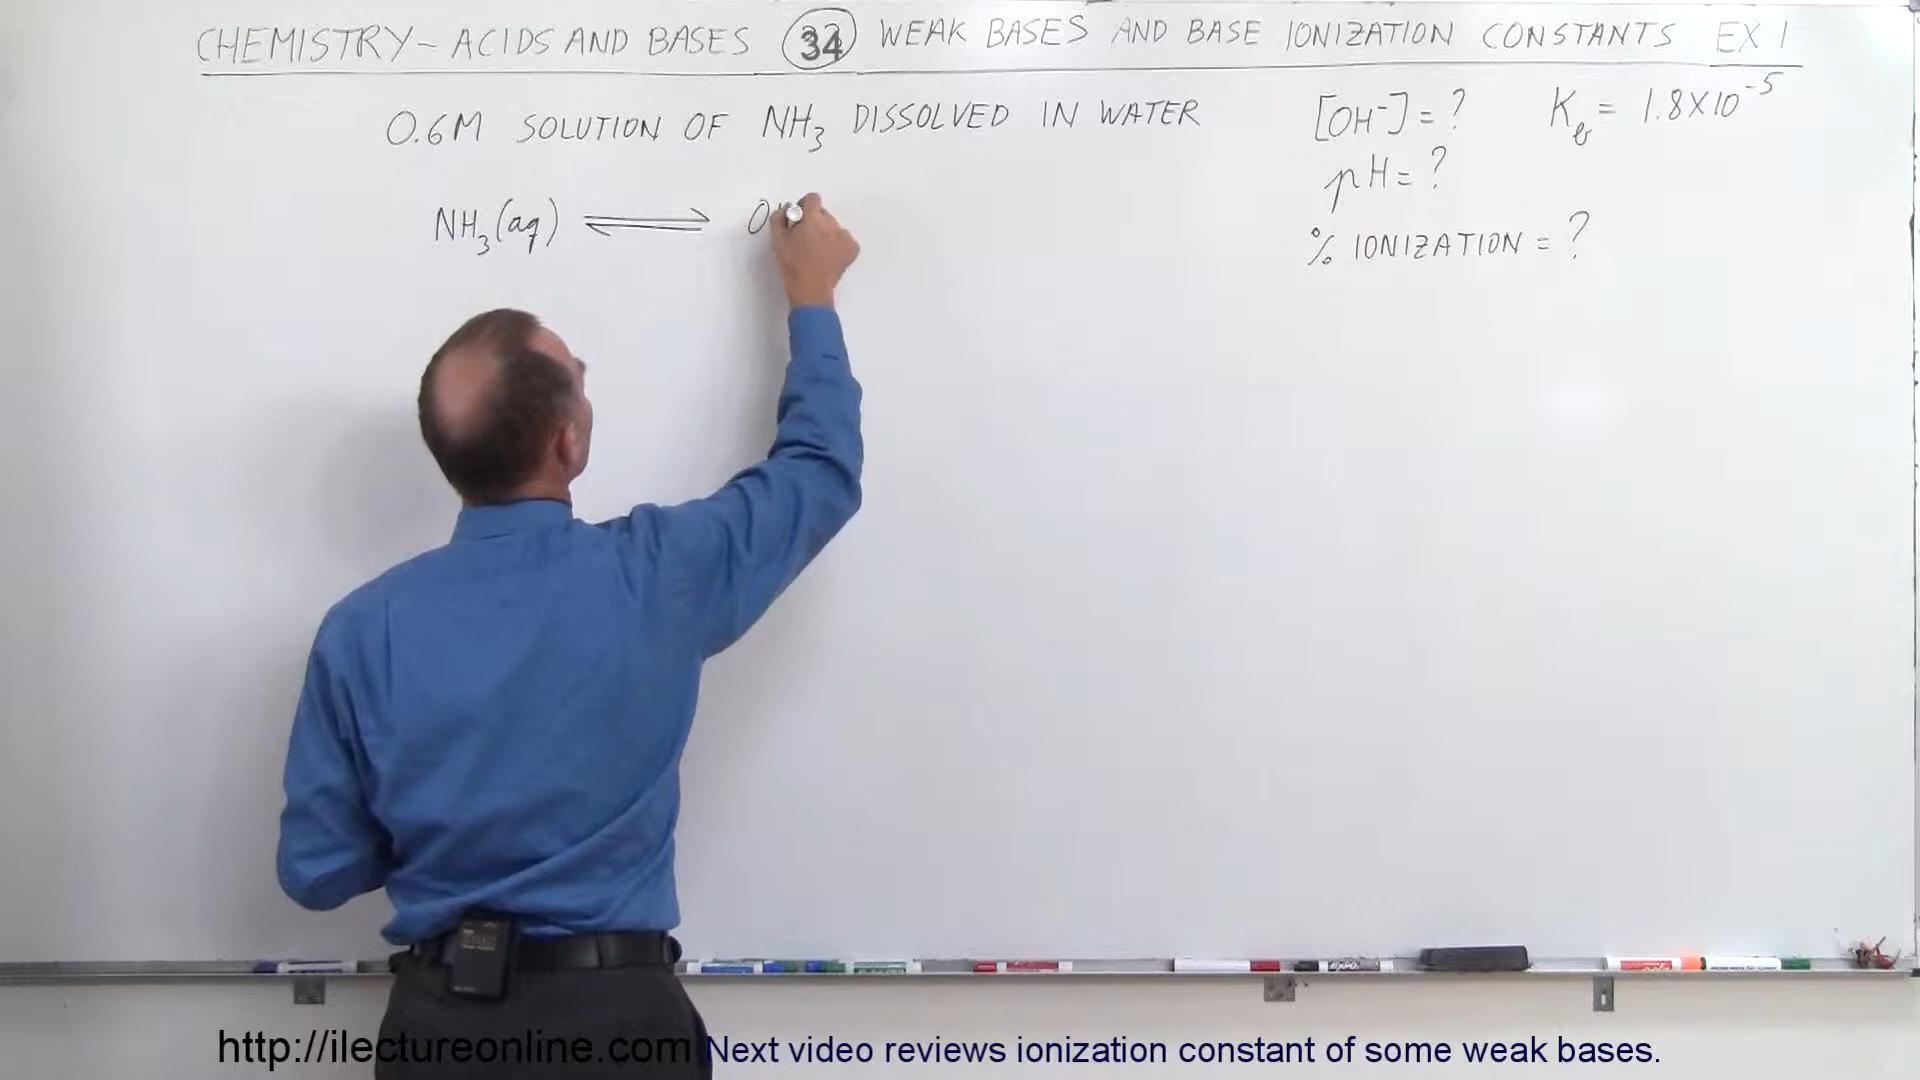 CHEMISTRY - ACIDS AND BASES 34 WEAK BASES AND BASE IONIZATION CONSTANTS EX 1
0.6M SOLUTION OF NH₃ DISSOLVED IN WATER
[OH⁻] = ? K_b = 1.8×10⁻⁵
pH = ?
% IONIZATION = ?
NH₃(aq) ⇌ O
http://ilectureonline.com Next video reviews ionization constant of some weak bases.